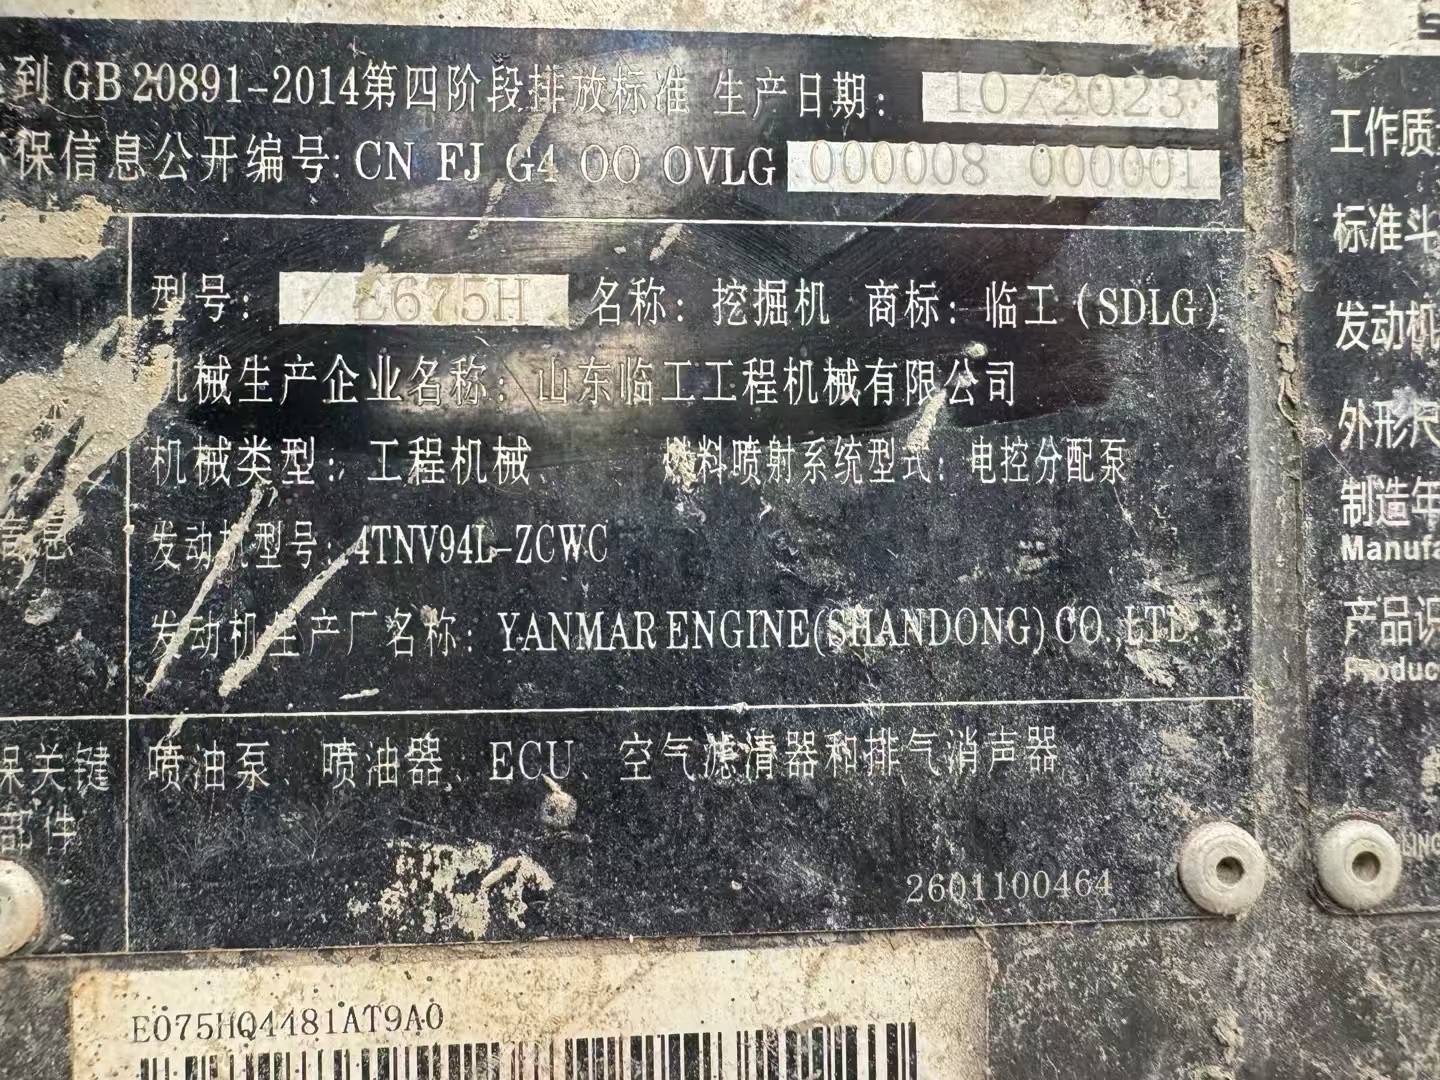 到GB 20891-2014第四阶段排放标准 生产日期: 10/2023
保信息公开编号: CN FJ G4 00 0VLG 000008 000001
型号: E675H 名称: 挖掘机 商标: 临工(SDLG)
机械生产企业名称: 山东临工工程机械有限公司
机械类型: 工程机械、 燃料喷射系统型式: 电控分配泵
信息
发动机型号: 4TNV94L-ZCWC
发动机生产厂名称: YANMAR ENGINE(SHANDONG) CO.,LTD.
保关键
部件
喷油泵、喷油器、ECU、空气滤清器和排气消声器
2601100464
E075HQ4481AT9A0
工作质
标准斗
发动机
外形尺
制造年
Manufa
产品识
Produc